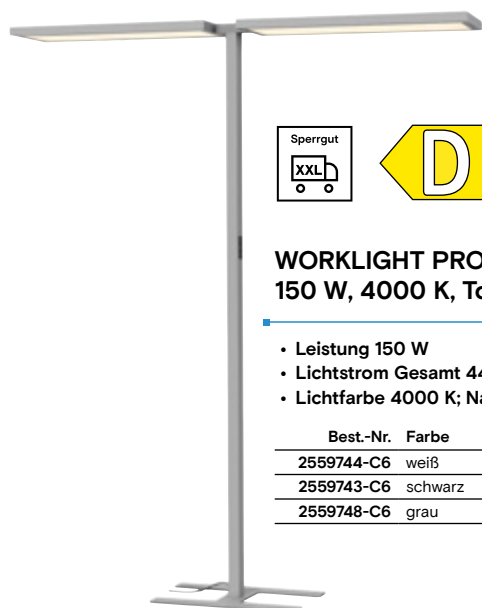 Sperrgut
XXL
D
WORKLIGHT PRO
150 W, 4000 K,
• Leistung 150 W
• Lichtstrom Gesamt
• Lichtfarbe 4000 K;
Best.-Nr. Farbe
2559744-C6 weiß
2559743-C6 schwarz
2559748-C6 grau